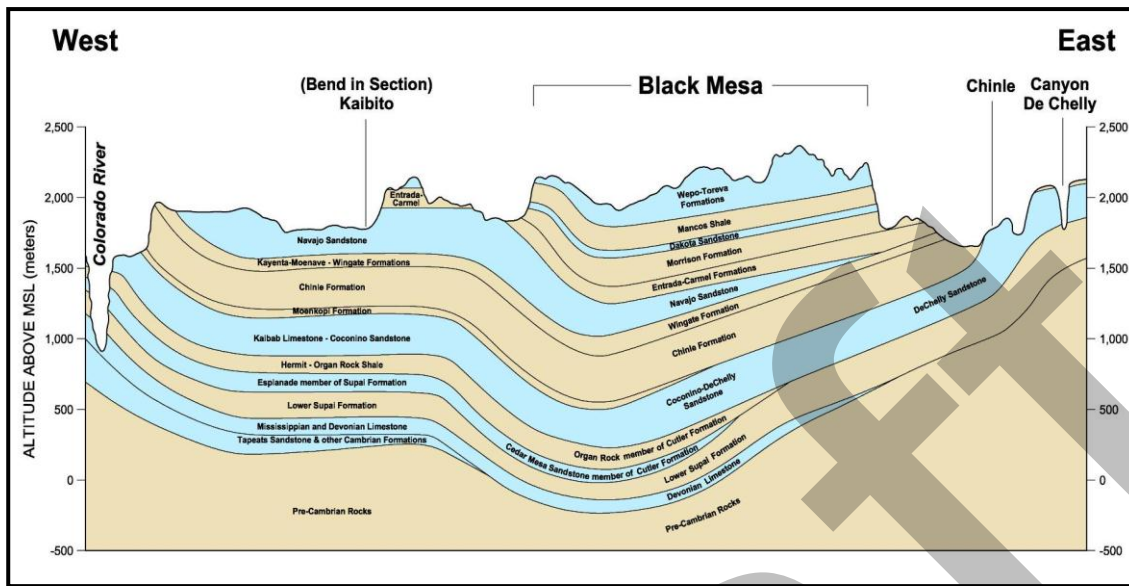 West
East
(Bend in Section)
Kaibito
Black Mesa
Chinle
Canyon
De Chelly
ALTITUDE ABOVE MSL (meters)
2,500
2,000
1,500
1,000
500
0
-500
2,500
2,000
1,500
1,000
500
0
-500
Colorado River
Entrada-
Carmel
Navajo Sandstone
Kayenta-Moenave - Wingate Formations
Chinle Formation
Moenkopi Formation
Kaibab Limestone - Coconino Sandstone
Hermit - Organ Rock Shale
Esplanade member of Supai Formation
Lower Supai Formation
Mississippian and Devonian Limestone
Tapeats Sandstone & other Cambrian Formations
Pre-Cambrian Rocks
Wepo-Toreva
Formations
Mancos Shale
Dakota Sandstone
Morrison Formation
Entrada-Carmel Formations
Navajo Sandstone
Wingate Formation
Chinle Formation
DeChelly Sandstone
Coconino-DeChelly
Sandstone
Organ Rock member of Cutler Formation
Cedar Mesa Sandstone member of Cutler Formation
Lower Supai Formation
Devonian Limestone
Pre-Cambrian Rocks